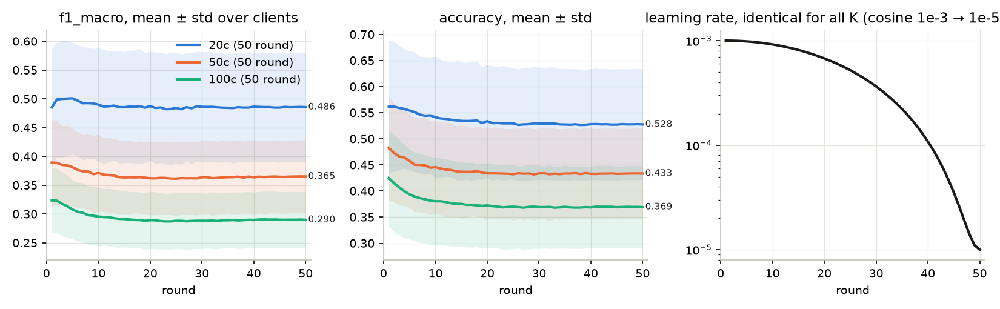 f1_macro, mean ± std over clients
0.60
0.55
0.50
0.45
0.40
0.35
0.30
0.25
20c (50 round)
50c (50 round)
100c (50 round)
0.486
0.365
0.290
0 10 20 30 40 50
round
accuracy, mean ± std
0.70
0.65
0.60
0.55
0.50
0.45
0.40
0.35
0.30
0.528
0.433
0.369
0 10 20 30 40 50
round
learning rate, identical for all K (cosine 1e-3 → 1e-5
10⁻³
10⁻⁴
10⁻⁵
0 10 20 30 40 50
round